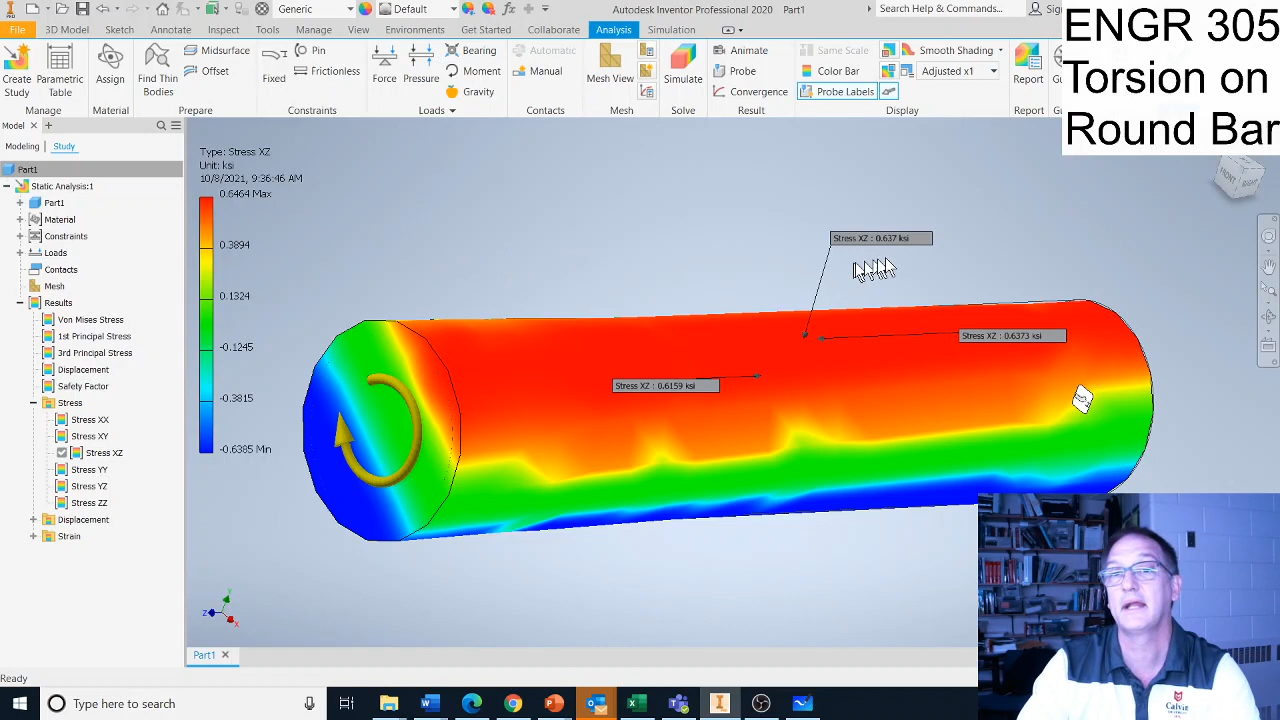 Generic
Default
Autodesk Inventor Professional 2020 Part1
Search Help & Commands...
ENGR 305
Torsion on
Round Bar
File
3D Model
Sketch
Annotate
Inspect
Tools
Manage
View
Environments
Get Started
Collaborate
Analysis
Simulation
Create
Study
Parametric
Table
Assign
Find Thin
Bodies
Midsurface
Offset
Fixed
Pin
Frictionless
Force
Pressure
Bearing
Moment
Gravity
Automatic
Manual
Mesh View
Simulate
Animate
Probe
Convergence
Same Scale
Color Bar
Probe Labels
Smooth Shading
Adjusted x1
Report
Manage
Material
Prepare
Constraints
Loads
Contacts
Mesh
Solve
Result
Display
Report
Model
Modeling
Study
Part1
Static Analysis:1
Part1
Material
Constraints
Loads
Contacts
Mesh
Results
Von Mises Stress
1st Principal Stress
3rd Principal Stress
Displacement
Safety Factor
Stress
Stress XX
Stress XY
Stress XZ
Stress YY
Stress YZ
Stress ZZ
Displacement
Strain
Type: Stress XZ
Unit: ksi
10/8/2021, 9:36:46 AM
0.6464 Max
0.3894
0.1324
-0.1245
-0.3815
-0.6385 Min
Stress XZ : 0.637 ksi
Stress XZ : 0.6373 ksi
Stress XZ : 0.6159 ksi
FRONT
RIGHT
Z
Y
X
Part1
Ready
Type here to search
Calvin